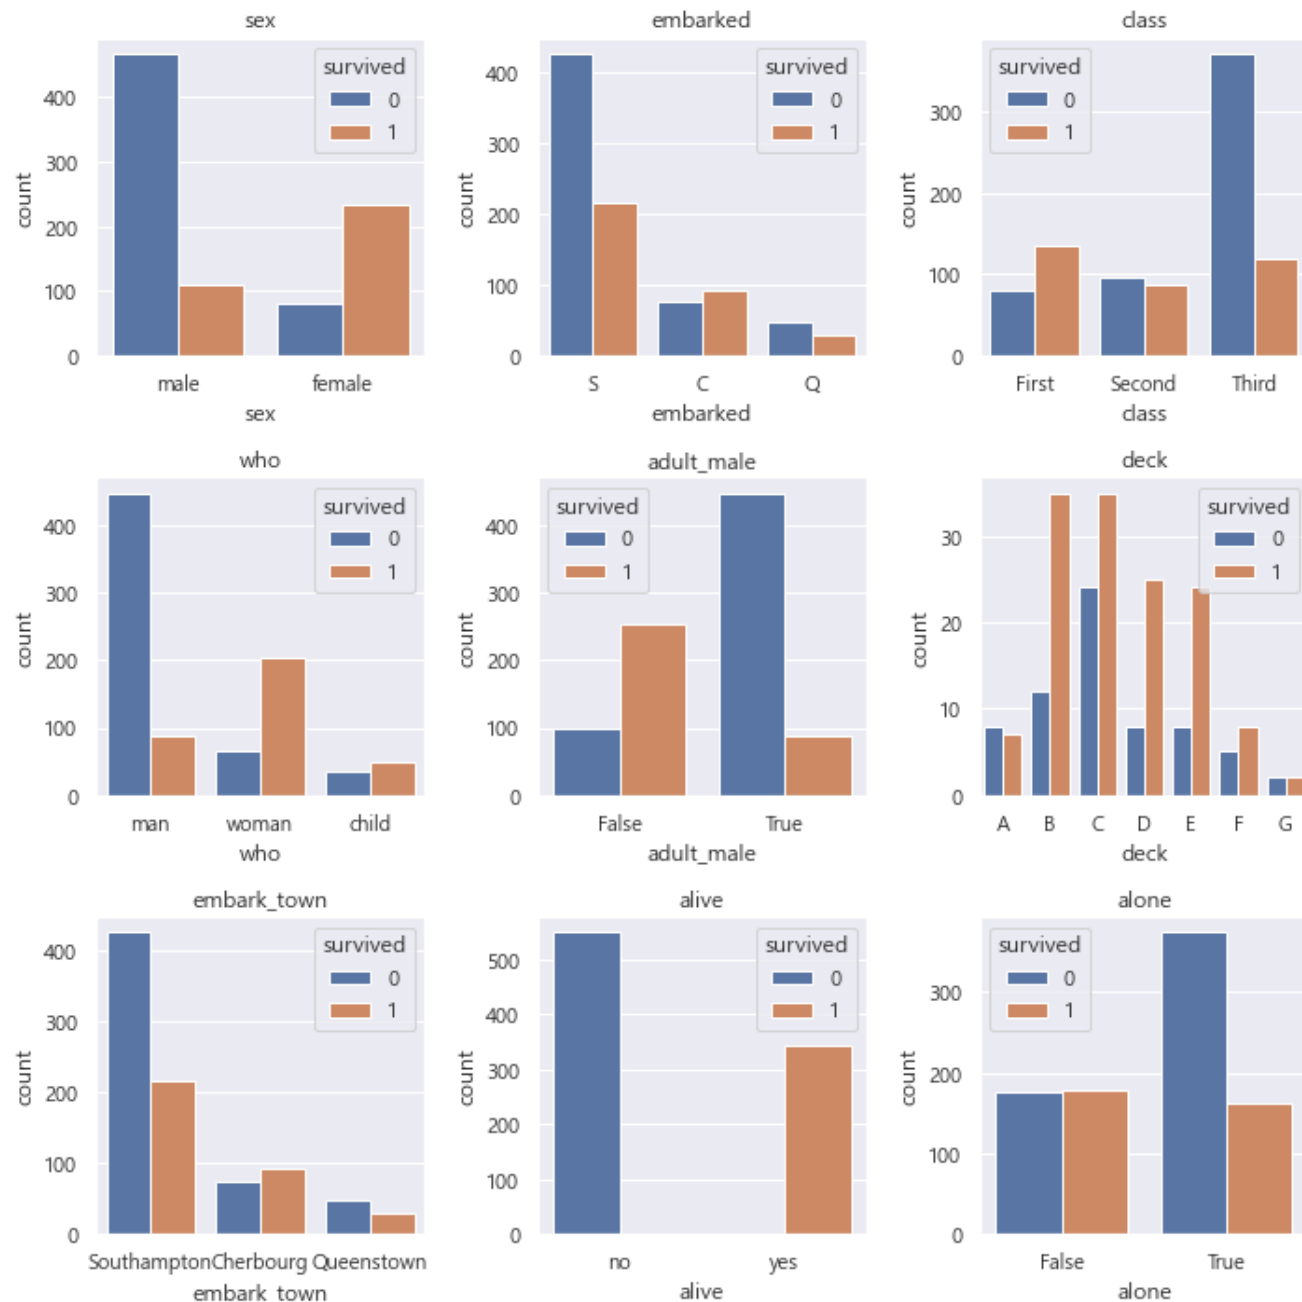 sex
survived
0
1
400
300
200
100
0
count
male female
sex
embarked
survived
0
1
400
300
200
100
0
count
S C Q
embarked
class
survived
0
1
300
200
100
0
count
First Second Third
class
who
survived
0
1
400
300
200
100
0
count
man woman child
who
adult_male
survived
0
1
400
300
200
100
0
count
False True
adult_male
deck
survived
0
1
30
20
10
0
count
A B C D E F G
deck
embark_town
survived
0
1
400
300
200
100
0
count
Southampton Cherbourg Queenstown
embark_town
alive
survived
0
1
500
400
300
200
100
0
count
no yes
alive
alone
survived
0
1
300
200
100
0
count
False True
alone